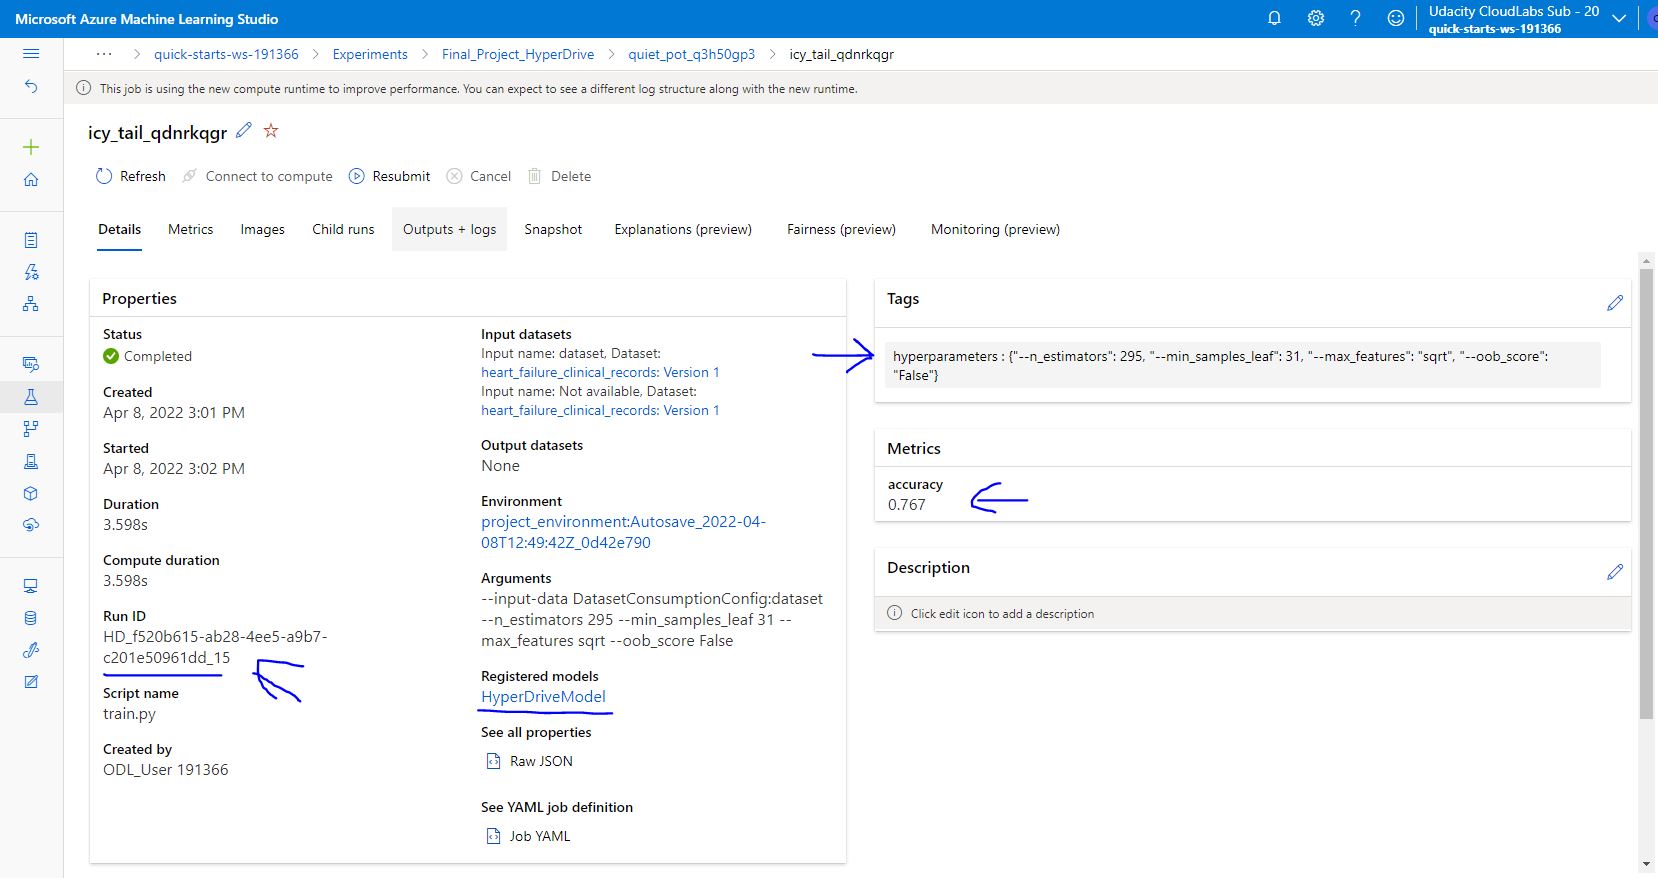 Microsoft Azure Machine Learning Studio
Udacity CloudLabs Sub - 20
quick-starts-ws-191366
··· > quick-starts-ws-191366 > Experiments > Final_Project_HyperDrive > quiet_pot_q3h50gp3 > icy_tail_qdnrkqgr
This job is using the new compute runtime to improve performance. You can expect to see a different log structure along with the new runtime.
icy_tail_qdnrkqgr
Refresh Connect to compute Resubmit Cancel Delete
Details Metrics Images Child runs Outputs + logs Snapshot Explanations (preview) Fairness (preview) Monitoring (preview)
Properties
Status
Completed
Created
Apr 8, 2022 3:01 PM
Started
Apr 8, 2022 3:02 PM
Duration
3.598s
Compute duration
3.598s
Run ID
HD_f520b615-ab28-4ee5-a9b7-
c201e50961dd_15
Script name
train.py
Created by
ODL_User 191366
Input datasets
Input name: dataset, Dataset:
heart_failure_clinical_records: Version 1
Input name: Not available, Dataset:
heart_failure_clinical_records: Version 1
Output datasets
None
Environment
project_environment:Autosave_2022-04-
08T12:49:42Z_0d42e790
Arguments
--input-data DatasetConsumptionConfig:dataset
--n_estimators 295 --min_samples_leaf 31 --
max_features sqrt --oob_score False
Registered models
HyperDriveModel
See all properties
Raw JSON
See YAML job definition
Job YAML
Tags
hyperparameters : {"--n_estimators": 295, "--min_samples_leaf": 31, "--max_features": "sqrt", "--oob_score":
"False"}
Metrics
accuracy
0.767
Description
Click edit icon to add a description